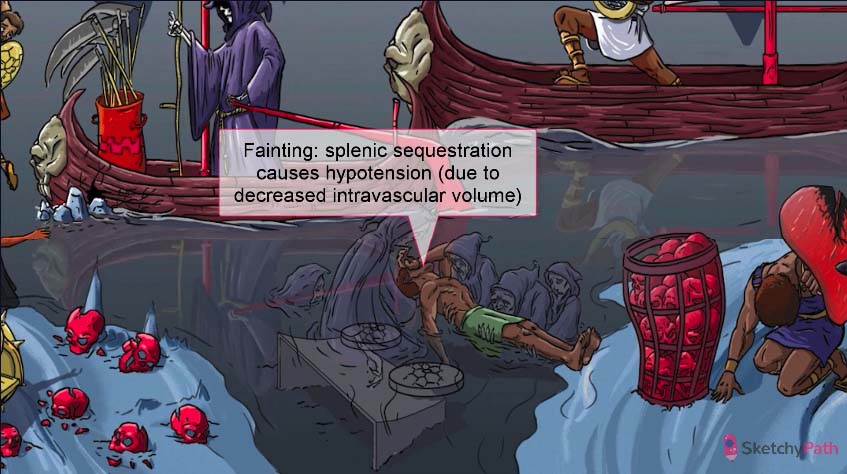 Fainting: splenic sequestration
causes hypotension (due to
decreased intravascular volume)
SketchyPath